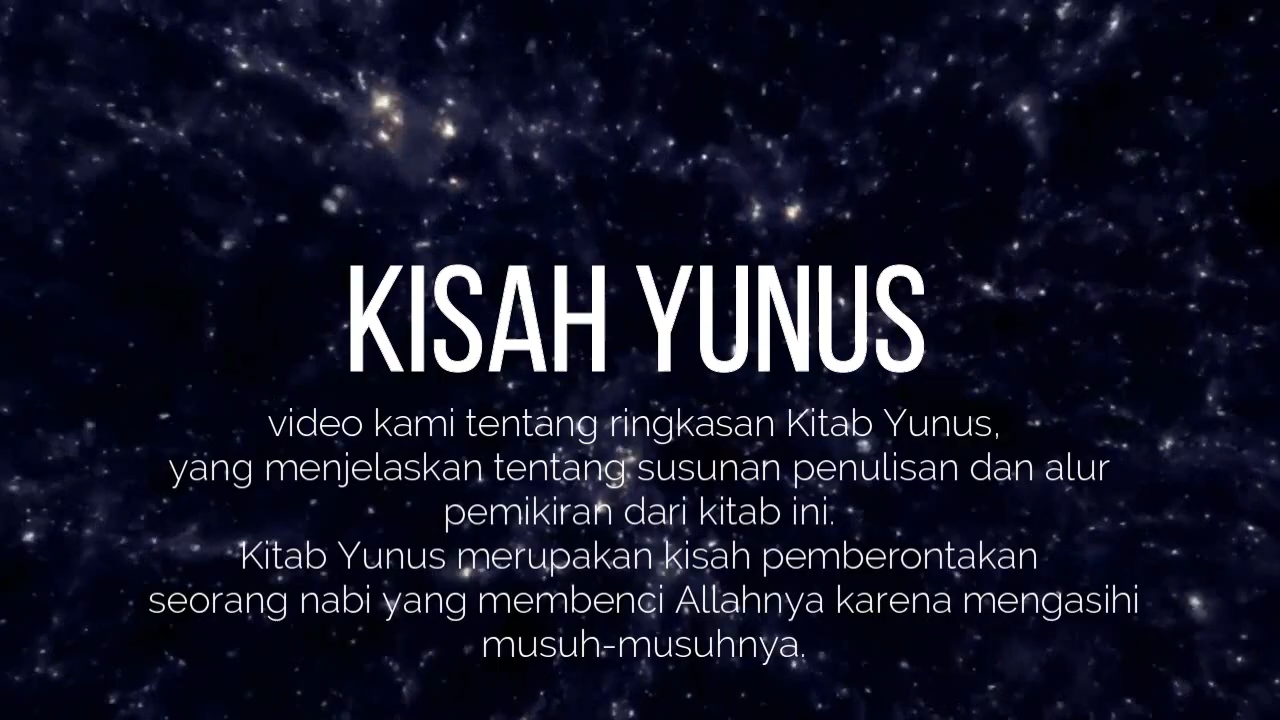 KISAH YUNUS
video kami tentang ringkasan Kitab Yunus,
yang menjelaskan tentang susunan penulisan dan alur
pemikiran dari kitab ini.
Kitab Yunus merupakan kisah pemberontakan
seorang nabi yang membenci Allahnya karena mengasihi
musuh-musuhnya.